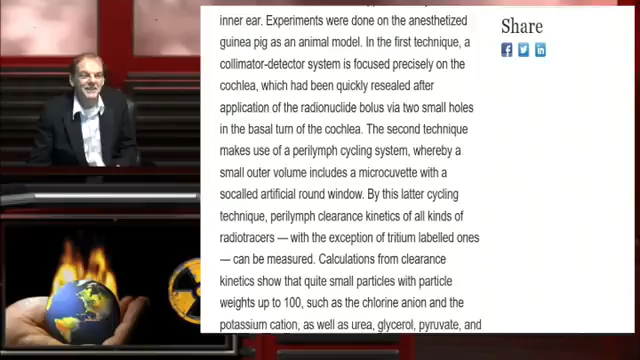 inner ear. Experiments were done on the anesthetized
guinea pig as an animal model. In the first technique, a
collimator-detector system is focused precisely on the
cochlea, which had been quickly resealed after
application of the radionuclide bolus via two small holes
in the basal turn of the cochlea. The second technique
makes use of a perilymph cycling system, whereby a
small outer volume includes a microcuvette with a
socalled artificial round window. By this latter cycling
technique, perilymph clearance kinetics of all kinds of
radiotracers — with the exception of tritium labelled ones
— can be measured. Calculations from clearance
kinetics show that quite small particles with particle
weights up to 100, such as the chlorine anion and the
potassium cation, as well as urea, glycerol, pyruvate, and
Share